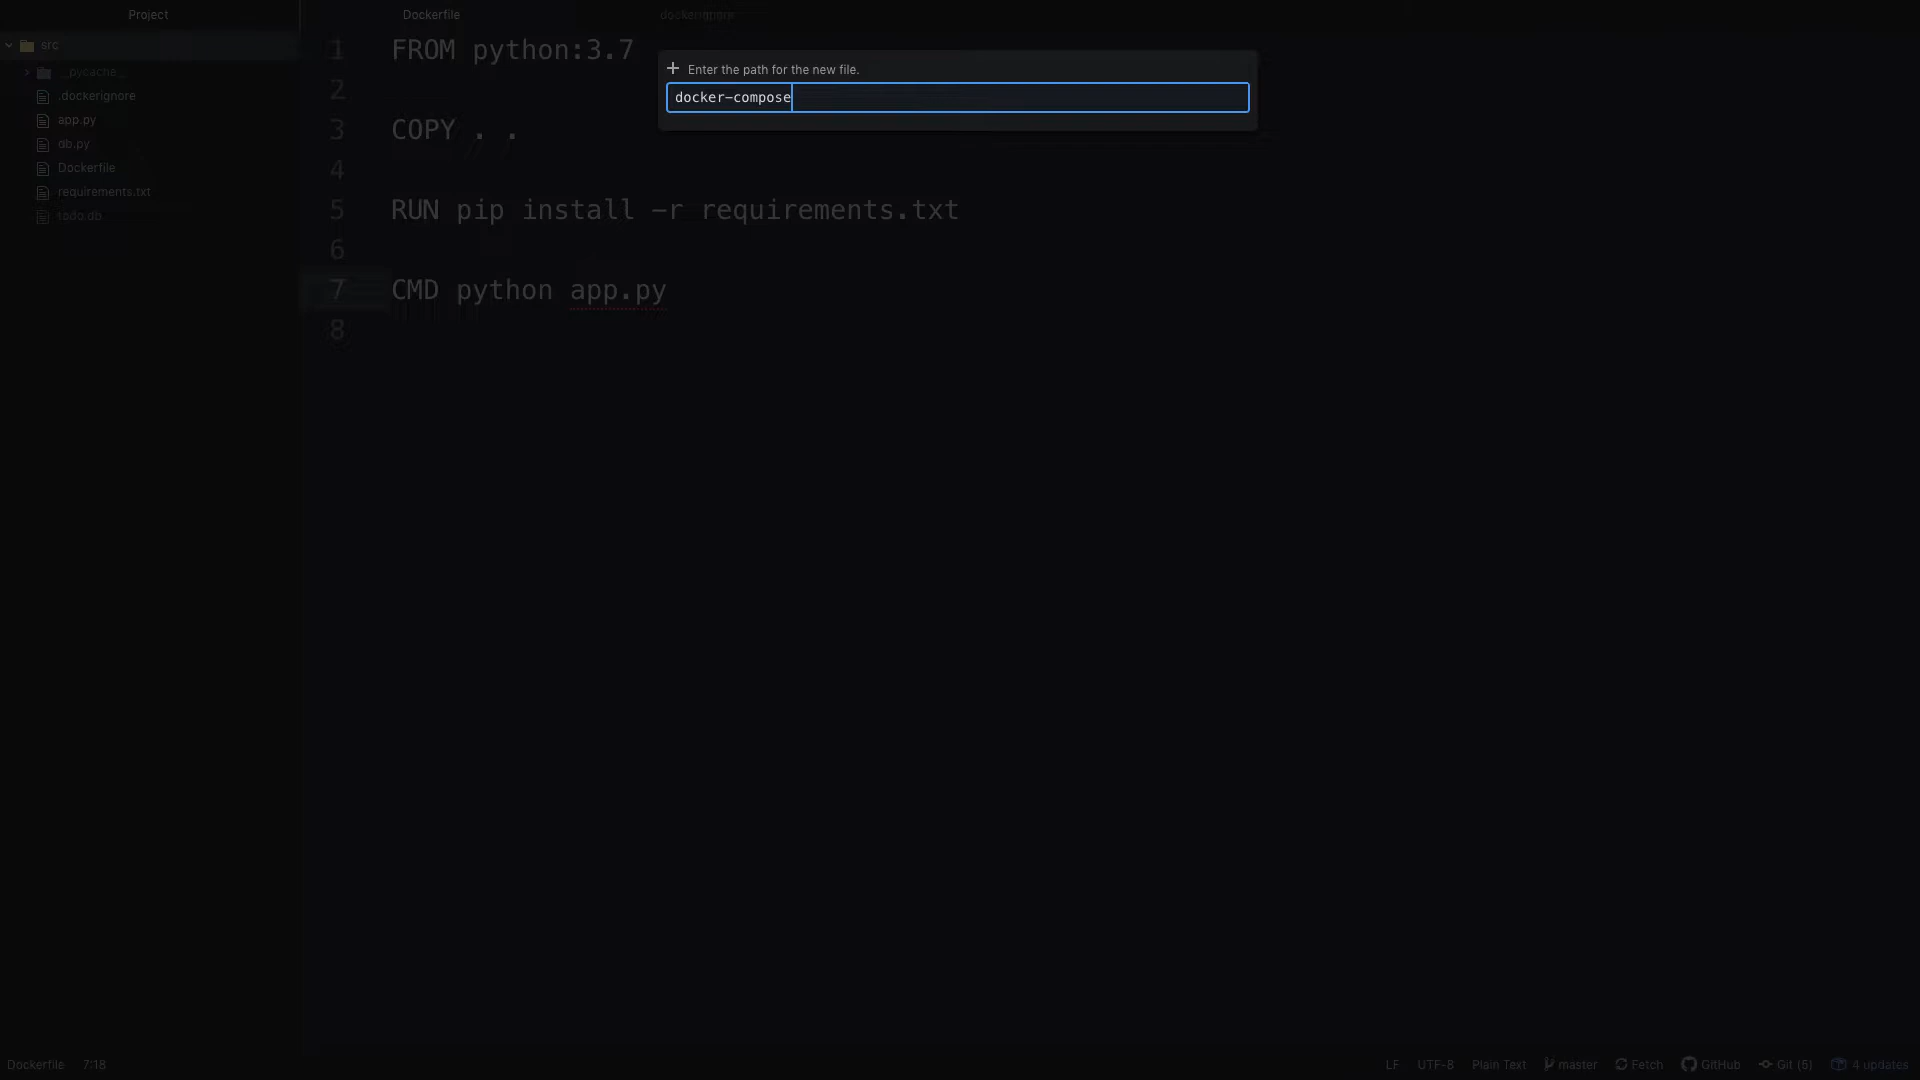 Project
src
__pycache__
.dockerignore
app.py
db.py
Dockerfile
requirements.txt
todo.db
Dockerfile
.dockerignore
1 FROM python:3.7
2
3 COPY . .
4
5 RUN pip install -r requirements.txt
6
7 CMD python app.py
8
Enter the path for the new file.
docker-compose
Dockerfile 7:18
LF UTF-8 Plain Text master Fetch GitHub Git (5) 4 updates